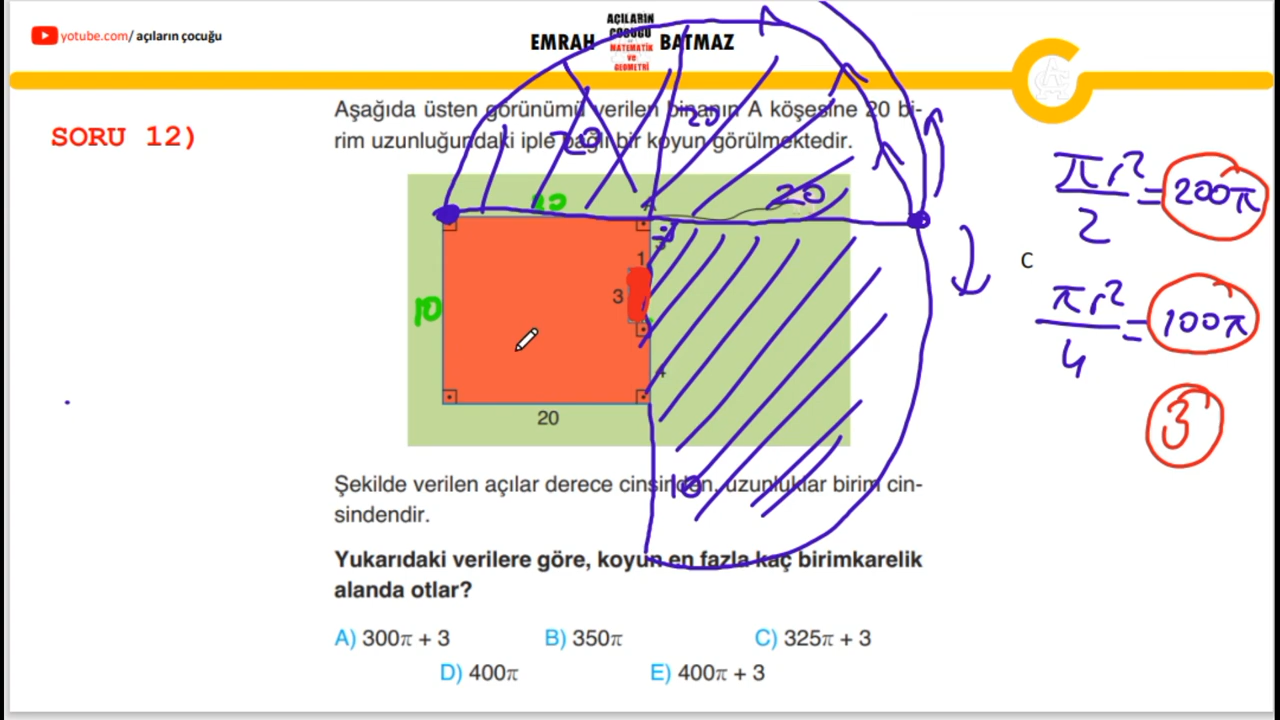 yotube.com/ açıların çocuğu
AÇILARIN
ÇOCUĞU
EMRAH BATMAZ
MATEMATİK
VE
GEOMETRİ
SORU 12)
Aşağıda üsten görünümü verilen binanın A köşesine 20 bi-
rim uzunluğundaki iple bağlı bir koyun görülmektedir.
20 20
20
10
10
1
3
4
20
10
πr²/2 = 200π
C
πr²/4 = 100π
3
Şekilde verilen açılar derece cinsinden, uzunluklar birim cin-
sindendir.
Yukarıdaki verilere göre, koyun en fazla kaç birimkarelik
alanda otlar?
A) 300π + 3 B) 350π C) 325π + 3
D) 400π E) 400π + 3